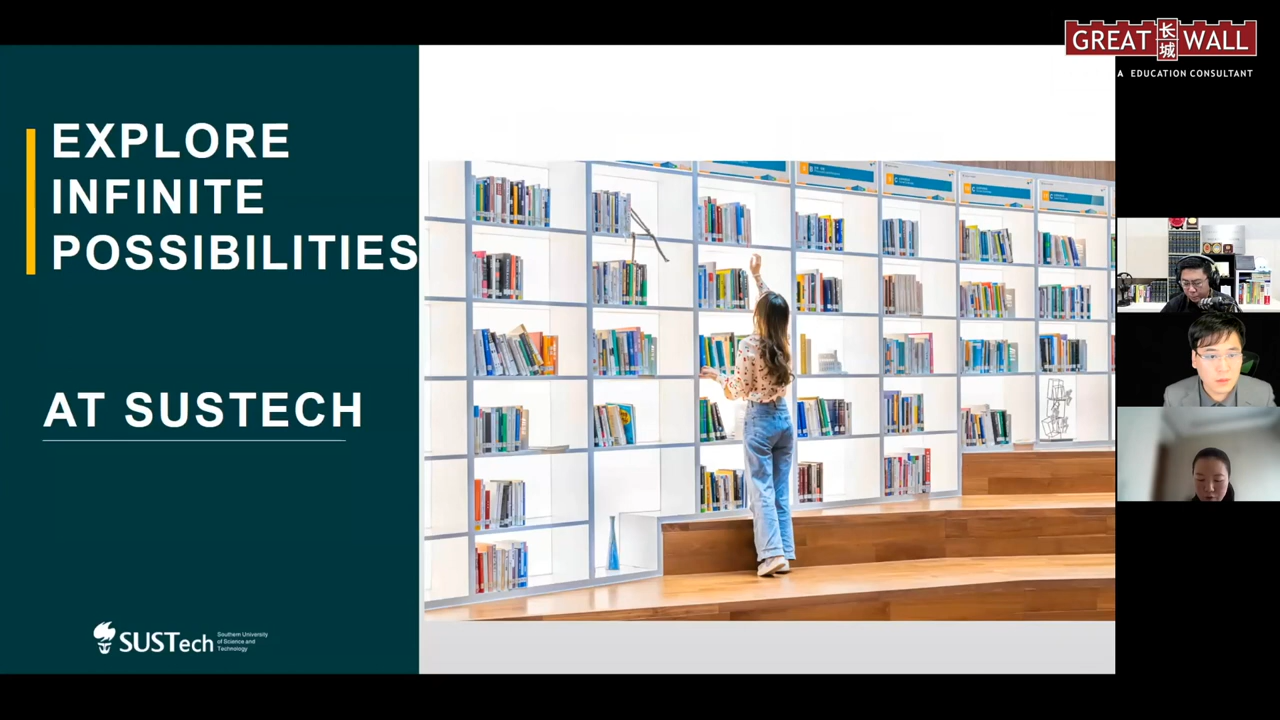 GREAT 长城 WALL
A EDUCATION CONSULTANT
EXPLORE
INFINITE
POSSIBILITIES
AT SUSTECH
SUSTech
Southern University
of Science and
Technology